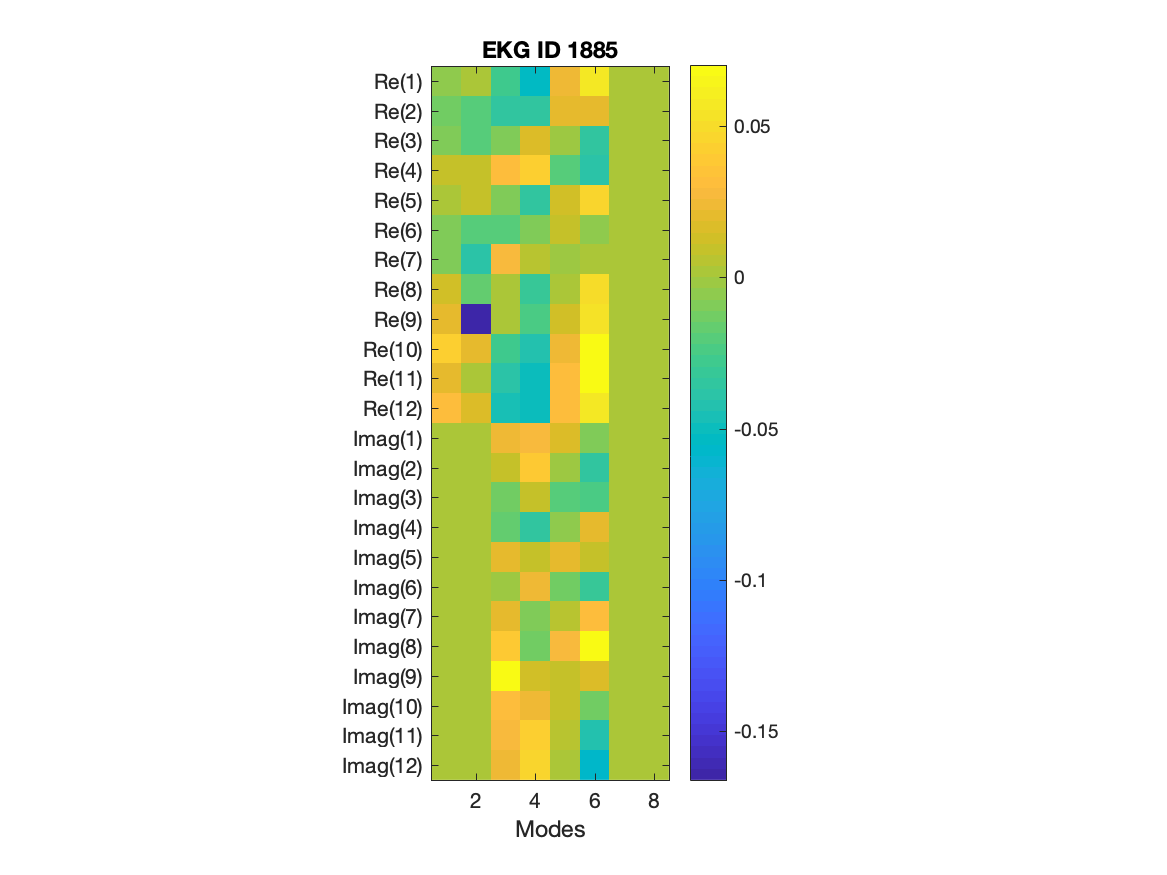 EKG ID 1885
Re(1)
Re(2)
Re(3)
Re(4)
Re(5)
Re(6)
Re(7)
Re(8)
Re(9)
Re(10)
Re(11)
Re(12)
Imag(1)
Imag(2)
Imag(3)
Imag(4)
Imag(5)
Imag(6)
Imag(7)
Imag(8)
Imag(9)
Imag(10)
Imag(11)
Imag(12)
2 4 6 8
Modes
0.05
0
-0.05
-0.1
-0.15